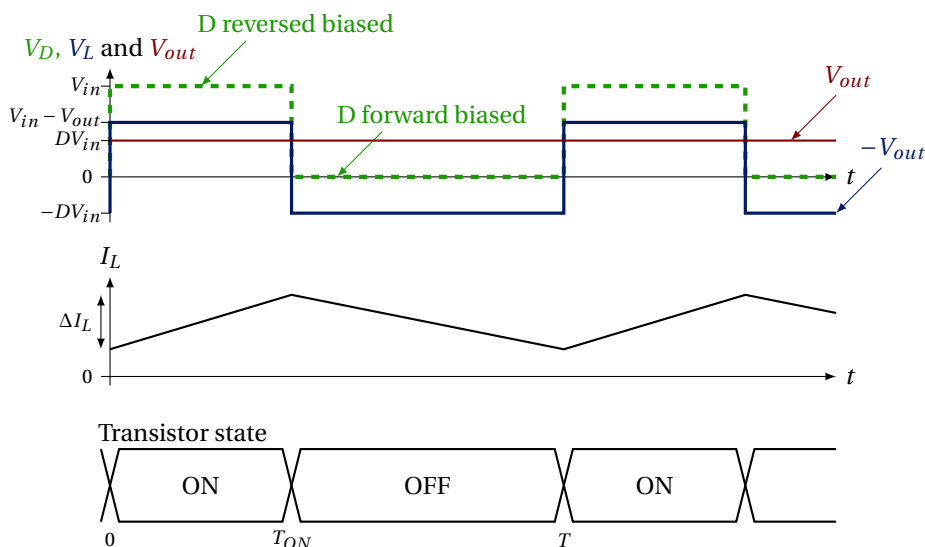 D reversed biased
V_D, V_L and V_out
V_in
V_out
V_in − V_out
D forward biased
DV_in
−V_out
0
t
−DV_in
I_L
ΔI_L
0
t
Transistor state
ON
OFF
ON
0
T_ON
T